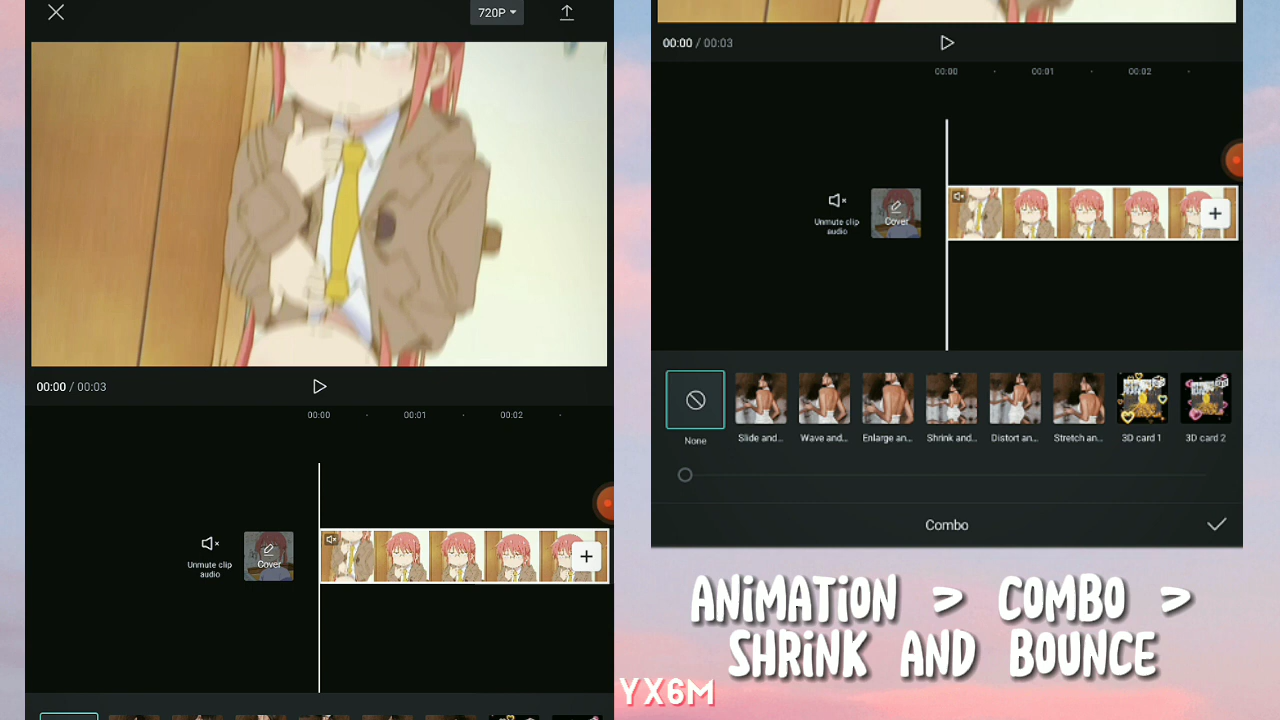 720P
00:00 / 00:03
00:00
00:01
00:02
Unmute clip
audio
Cover
00:00 / 00:03
00:00
00:01
00:02
Unmute clip
audio
Cover
None
Slide and...
Wave and...
Enlarge an...
Shrink and...
Distort an...
Stretch an...
3D card 1
3D card 2
Combo
ANiMATiON > COMBO >
SHRiNK AND BOUNCE
YX6M